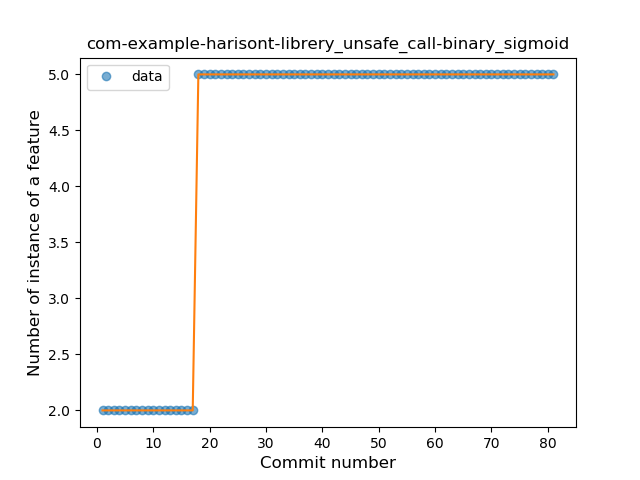 com-example-harisont-librery_unsafe_call-binary_sigmoid
data
5.0
4.5
4.0
3.5
3.0
2.5
2.0
Number of instance of a feature
0 10 20 30 40 50 60 70 80
Commit number